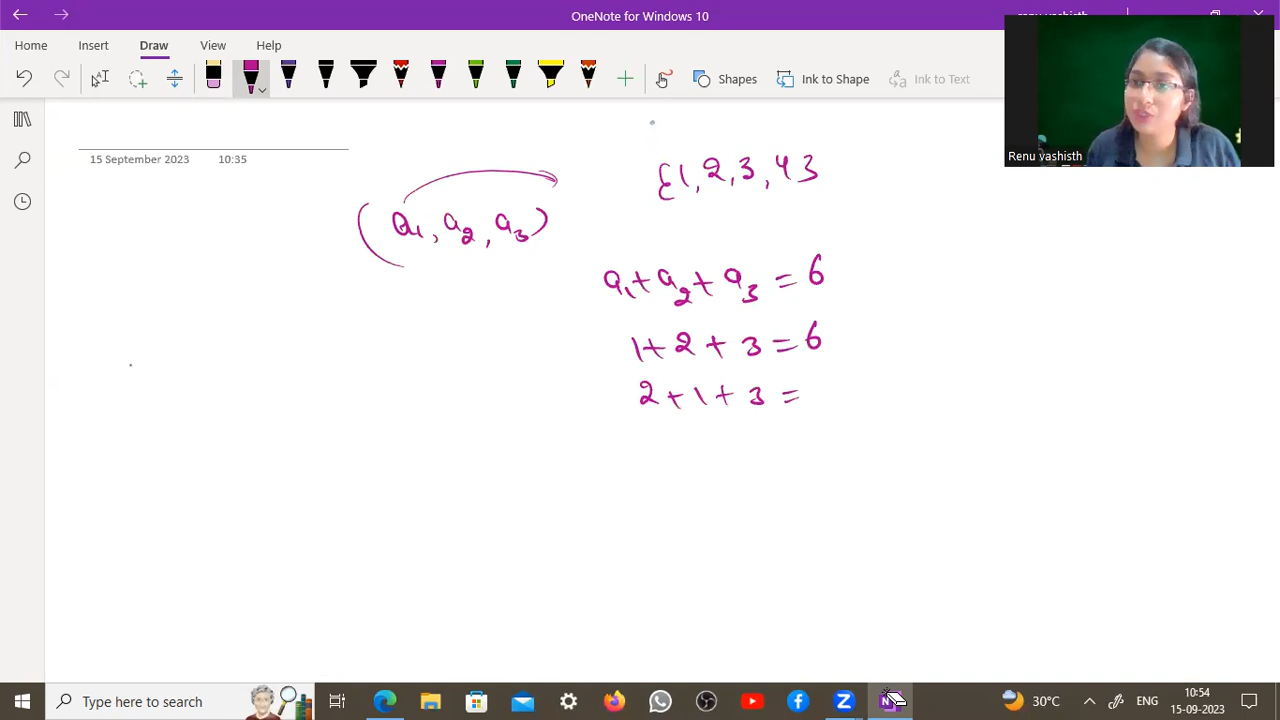 OneNote for Windows 10
Home Insert Draw View Help
Shapes Ink to Shape Ink to Text
Renu vashisth
15 September 2023 10:35
{1, 2, 3, 4}
(a₁, a₂, a₃)
a₁ + a₂ + a₃ = 6
1 + 2 + 3 = 6
2 + 1 + 3 =
Type here to search
30°C ENG 10:54
15-09-2023